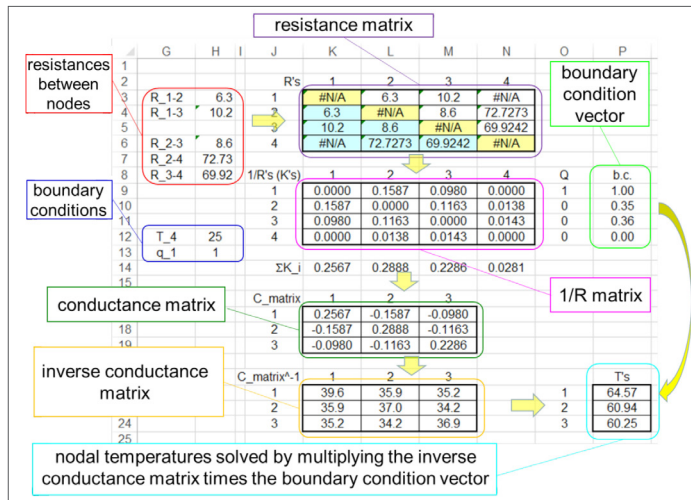 resistance matrix
G H I J K L M N O P
1
resistances between nodes
2 R's 1 2 3 4
boundary condition vector
3 R_1-2 6.3 1 #N/A 6.3 10.2 #N/A
4 R_1-3 10.2 2 6.3 #N/A 8.6 72.7273
5 3 10.2 8.6 #N/A 69.9242
6 R_2-3 8.6 4 #N/A 72.7273 69.9242 #N/A
7 R_2-4 72.73
8 R_3-4 69.92 1/R's (K's) 1 2 3 4 Q b.c.
boundary conditions
9 1 0.0000 0.1587 0.0980 0.0000 1 1.00
10 2 0.1587 0.0000 0.1163 0.0138 0 0.35
11 3 0.0980 0.1163 0.0000 0.0143 0 0.36
12 T_4 25 4 0.0000 0.0138 0.0143 0.0000 0 0.00
13 q_1 1
14 ΣK_i 0.2567 0.2888 0.2286 0.0281
1/R matrix
conductance matrix
C_matrix 1 2 3
1 0.2567 -0.1587 -0.0980
18 2 -0.1587 0.2888 -0.1163
19 3 -0.0980 -0.1163 0.2286
inverse conductance matrix
C_matrix^-1 1 2 3 T's
1 39.6 35.9 35.2 1 64.57
2 35.9 37.0 34.2 2 60.94
24 3 35.2 34.2 36.9 3 60.25
25
nodal temperatures solved by multiplying the inverse
conductance matrix times the boundary condition vector